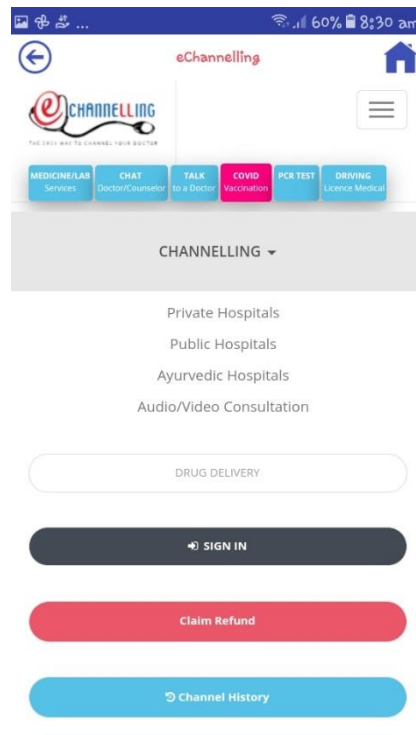 ... 60% 8:30 am
eChannelling
e CHANNELLING
THE EASY WAY TO CHANNEL YOUR DOCTOR
MEDICINE/LAB Services
CHAT Doctor/Counselor
TALK to a Doctor
COVID Vaccination
PCR TEST
DRIVING Licence Medical
CHANNELLING
Private Hospitals
Public Hospitals
Ayurvedic Hospitals
Audio/Video Consultation
DRUG DELIVERY
SIGN IN
Claim Refund
Channel History